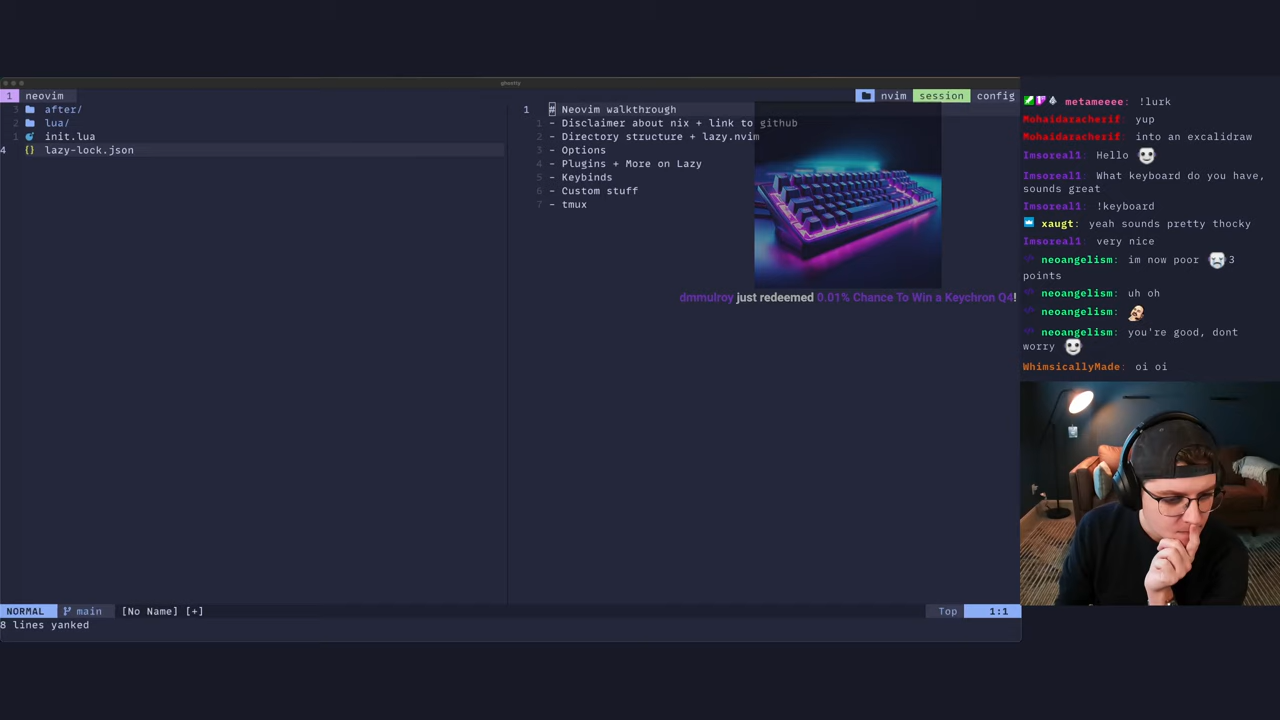 ghostty
1 neovim
nvim session config
3 after/
2 lua/
1 init.lua
4 {} lazy-lock.json
1 # Neovim walkthrough
1 - Disclaimer about nix + link to github
2 - Directory structure + lazy.nvim
3 - Options
4 - Plugins + More on Lazy
5 - Keybinds
6 - Custom stuff
7 - tmux
dmmulroy just redeemed 0.01% Chance To Win a Keychron Q4!
NORMAL main [No Name] [+] Top 1:1
8 lines yanked
metameeee: !lurk
Mohaidaracherif: yup
Mohaidaracherif: into an excalidraw
Imsoreal1: Hello
Imsoreal1: What keyboard do you have,
sounds great
Imsoreal1: !keyboard
xaugt: yeah sounds pretty thocky
Imsoreal1: very nice
neoangelism: im now poor 3
points
neoangelism: uh oh
neoangelism:
neoangelism: you're good, dont
worry
WhimsicallyMade: oi oi